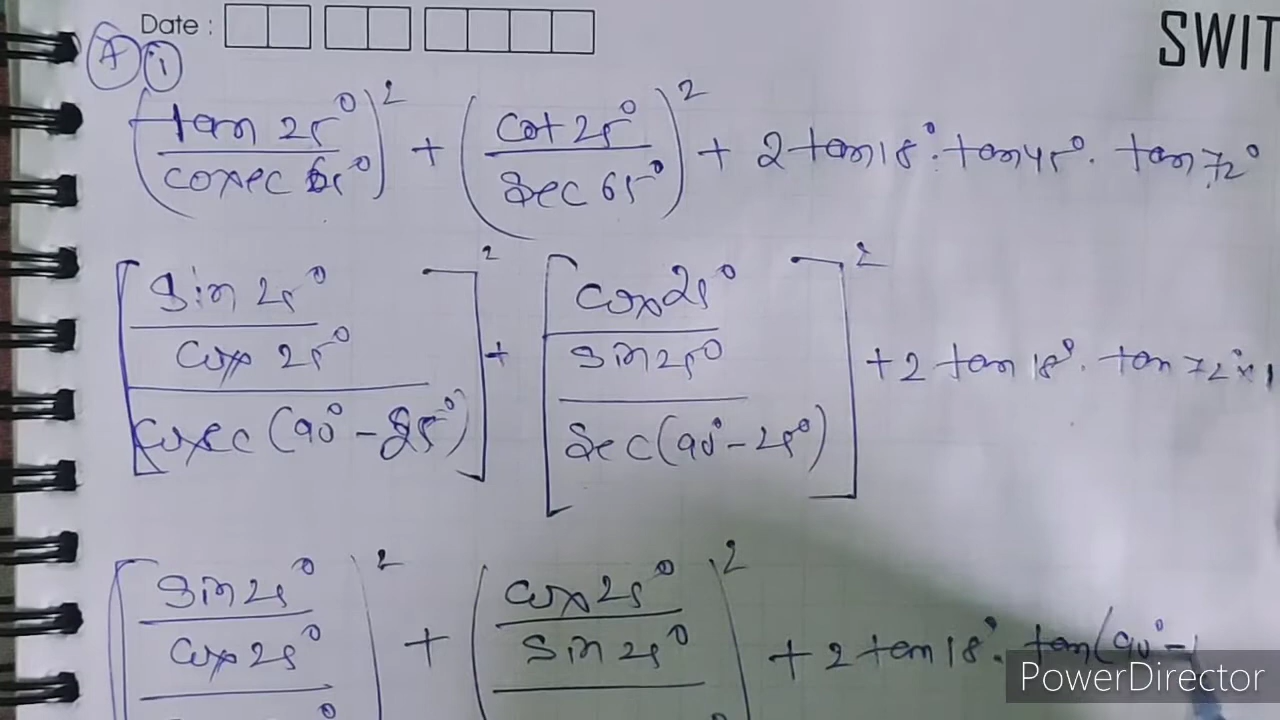 Date : SWIT
7 i
(tan 25° / cosec 65°)² + (cot 25° / sec 65°)² + 2 tan 18° . tan 45° . tan 72°
[sin 25° / cos 25° / cosec (90° - 25°)]² + [cos 25° / sin 25° / sec (90° - 25°)]² + 2 tan 18° . tan 72° × 1
[sin 25° / cos 25° /]² + (cos 25° / sin 25° /)² + 2 tan 18° . tan (90° - 1
PowerDirector